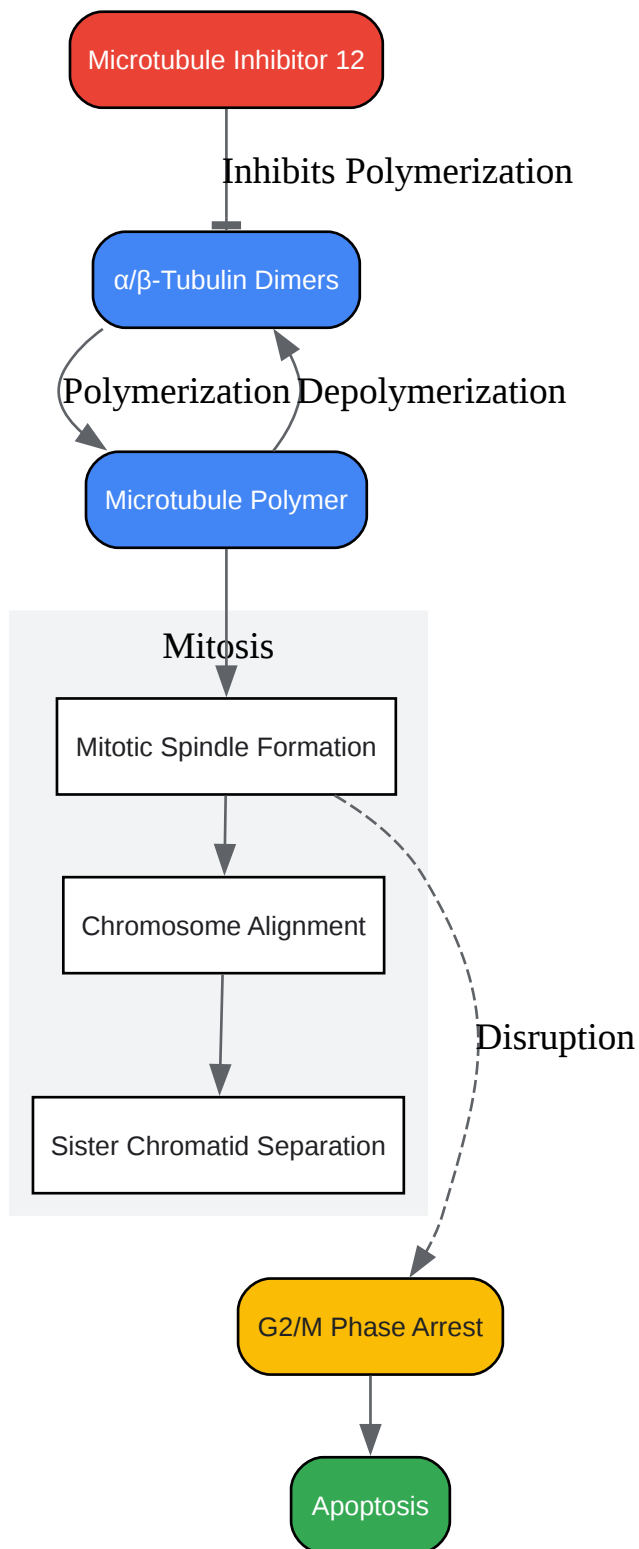 Microtubule Inhibitor 12
Inhibits Polymerization
α/β-Tubulin Dimers
Polymerization
Depolymerization
Microtubule Polymer
Mitosis
Mitotic Spindle Formation
Chromosome Alignment
Disruption
Sister Chromatid Separation
G2/M Phase Arrest
Apoptosis